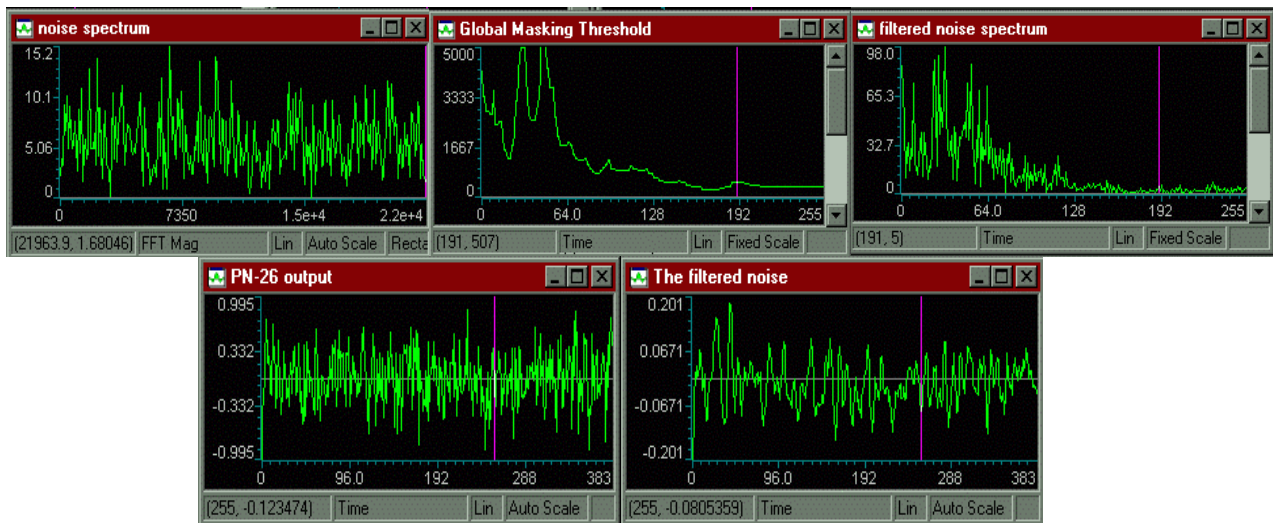 noise spectrum
15.2
10.1
5.06
0
0 7350 1.5e+4 2.2e+4
(21963.9, 1.68046) FFT Mag Lin Auto Scale Recta
Global Masking Threshold
5000
3333
1667
0
0 64.0 128 192 255
(191, 507) Time Lin Fixed Scale
filtered noise spectrum
98.0
65.3
32.7
0
0 64.0 128 192 255
(191, 5) Time Lin Fixed Scale
PN-26 output
0.995
0.332
-0.332
-0.995
0 96.0 192 288 383
(255, -0.123474) Time Lin Auto Scale
The filtered noise
0.201
0.0671
-0.0671
-0.201
0 96.0 192 288 383
(255, -0.0805359) Time Lin Auto Scale